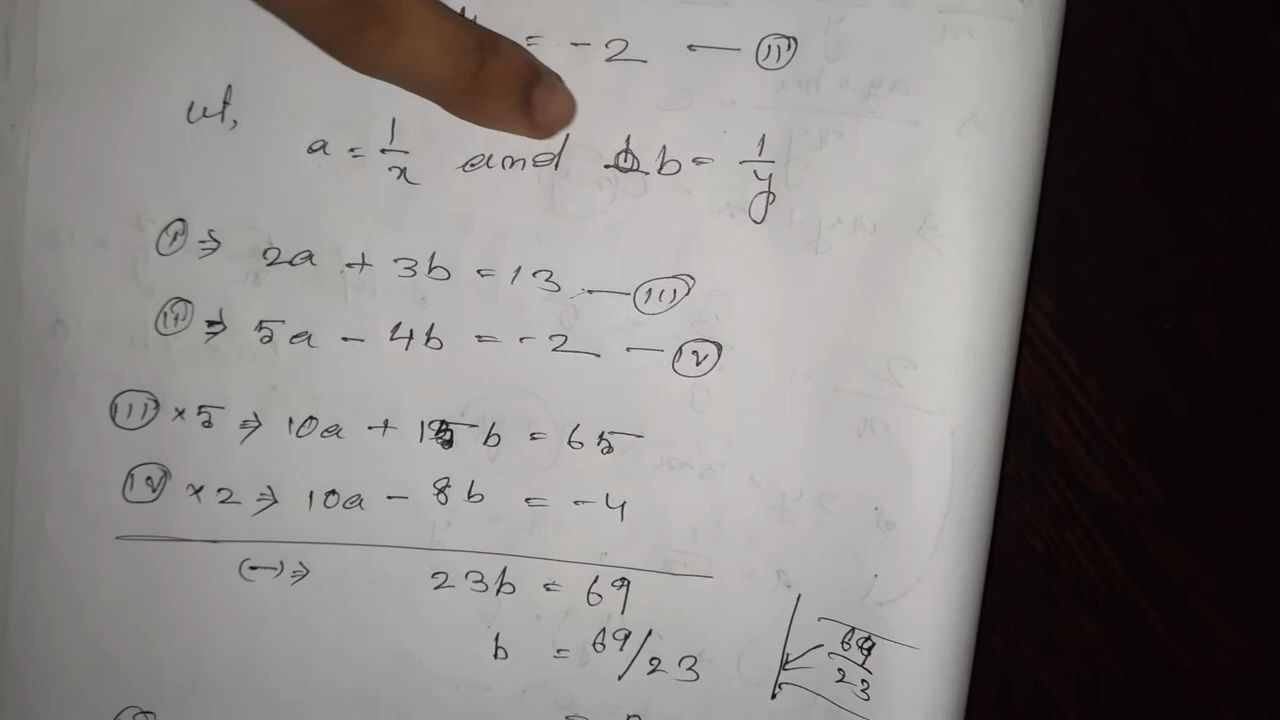 = -2 — (ii)
let,
a = 1/x and b = 1/y
(i) ⇒ 2a + 3b = 13 — (iii)
(ii) ⇒ 5a - 4b = -2 — (iv)
(iii) × 5 ⇒ 10a + 15b = 65
(iv) × 2 ⇒ 10a - 8b = -4
(-) ⇒ 23b = 69
b = 69/23
69/23